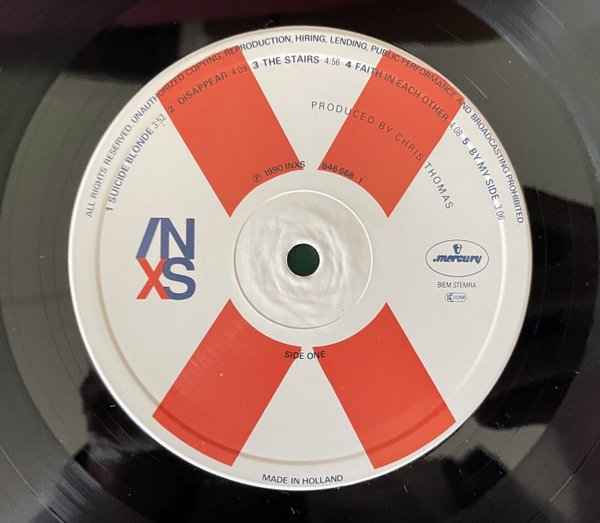 ALL RIGHTS RESERVED. UNAUTHORIZED COPYING, REPRODUCTION, HIRING, LENDING, PUBLIC PERFORMANCE AND BROADCASTING PROHIBITED.
1 SUICIDE BLONDE 3:52 2 DISAPPEAR 4:09 3 THE STAIRS 4:56 4 FAITH IN EACH OTHER 4:08 5 BY MY SIDE 3:06
PRODUCED BY CHRIS THOMAS
℗ 1990 INXS 846 668-1
INXS
mercury
BIEM STEMRA
LC 0268
SIDE ONE
MADE IN HOLLAND